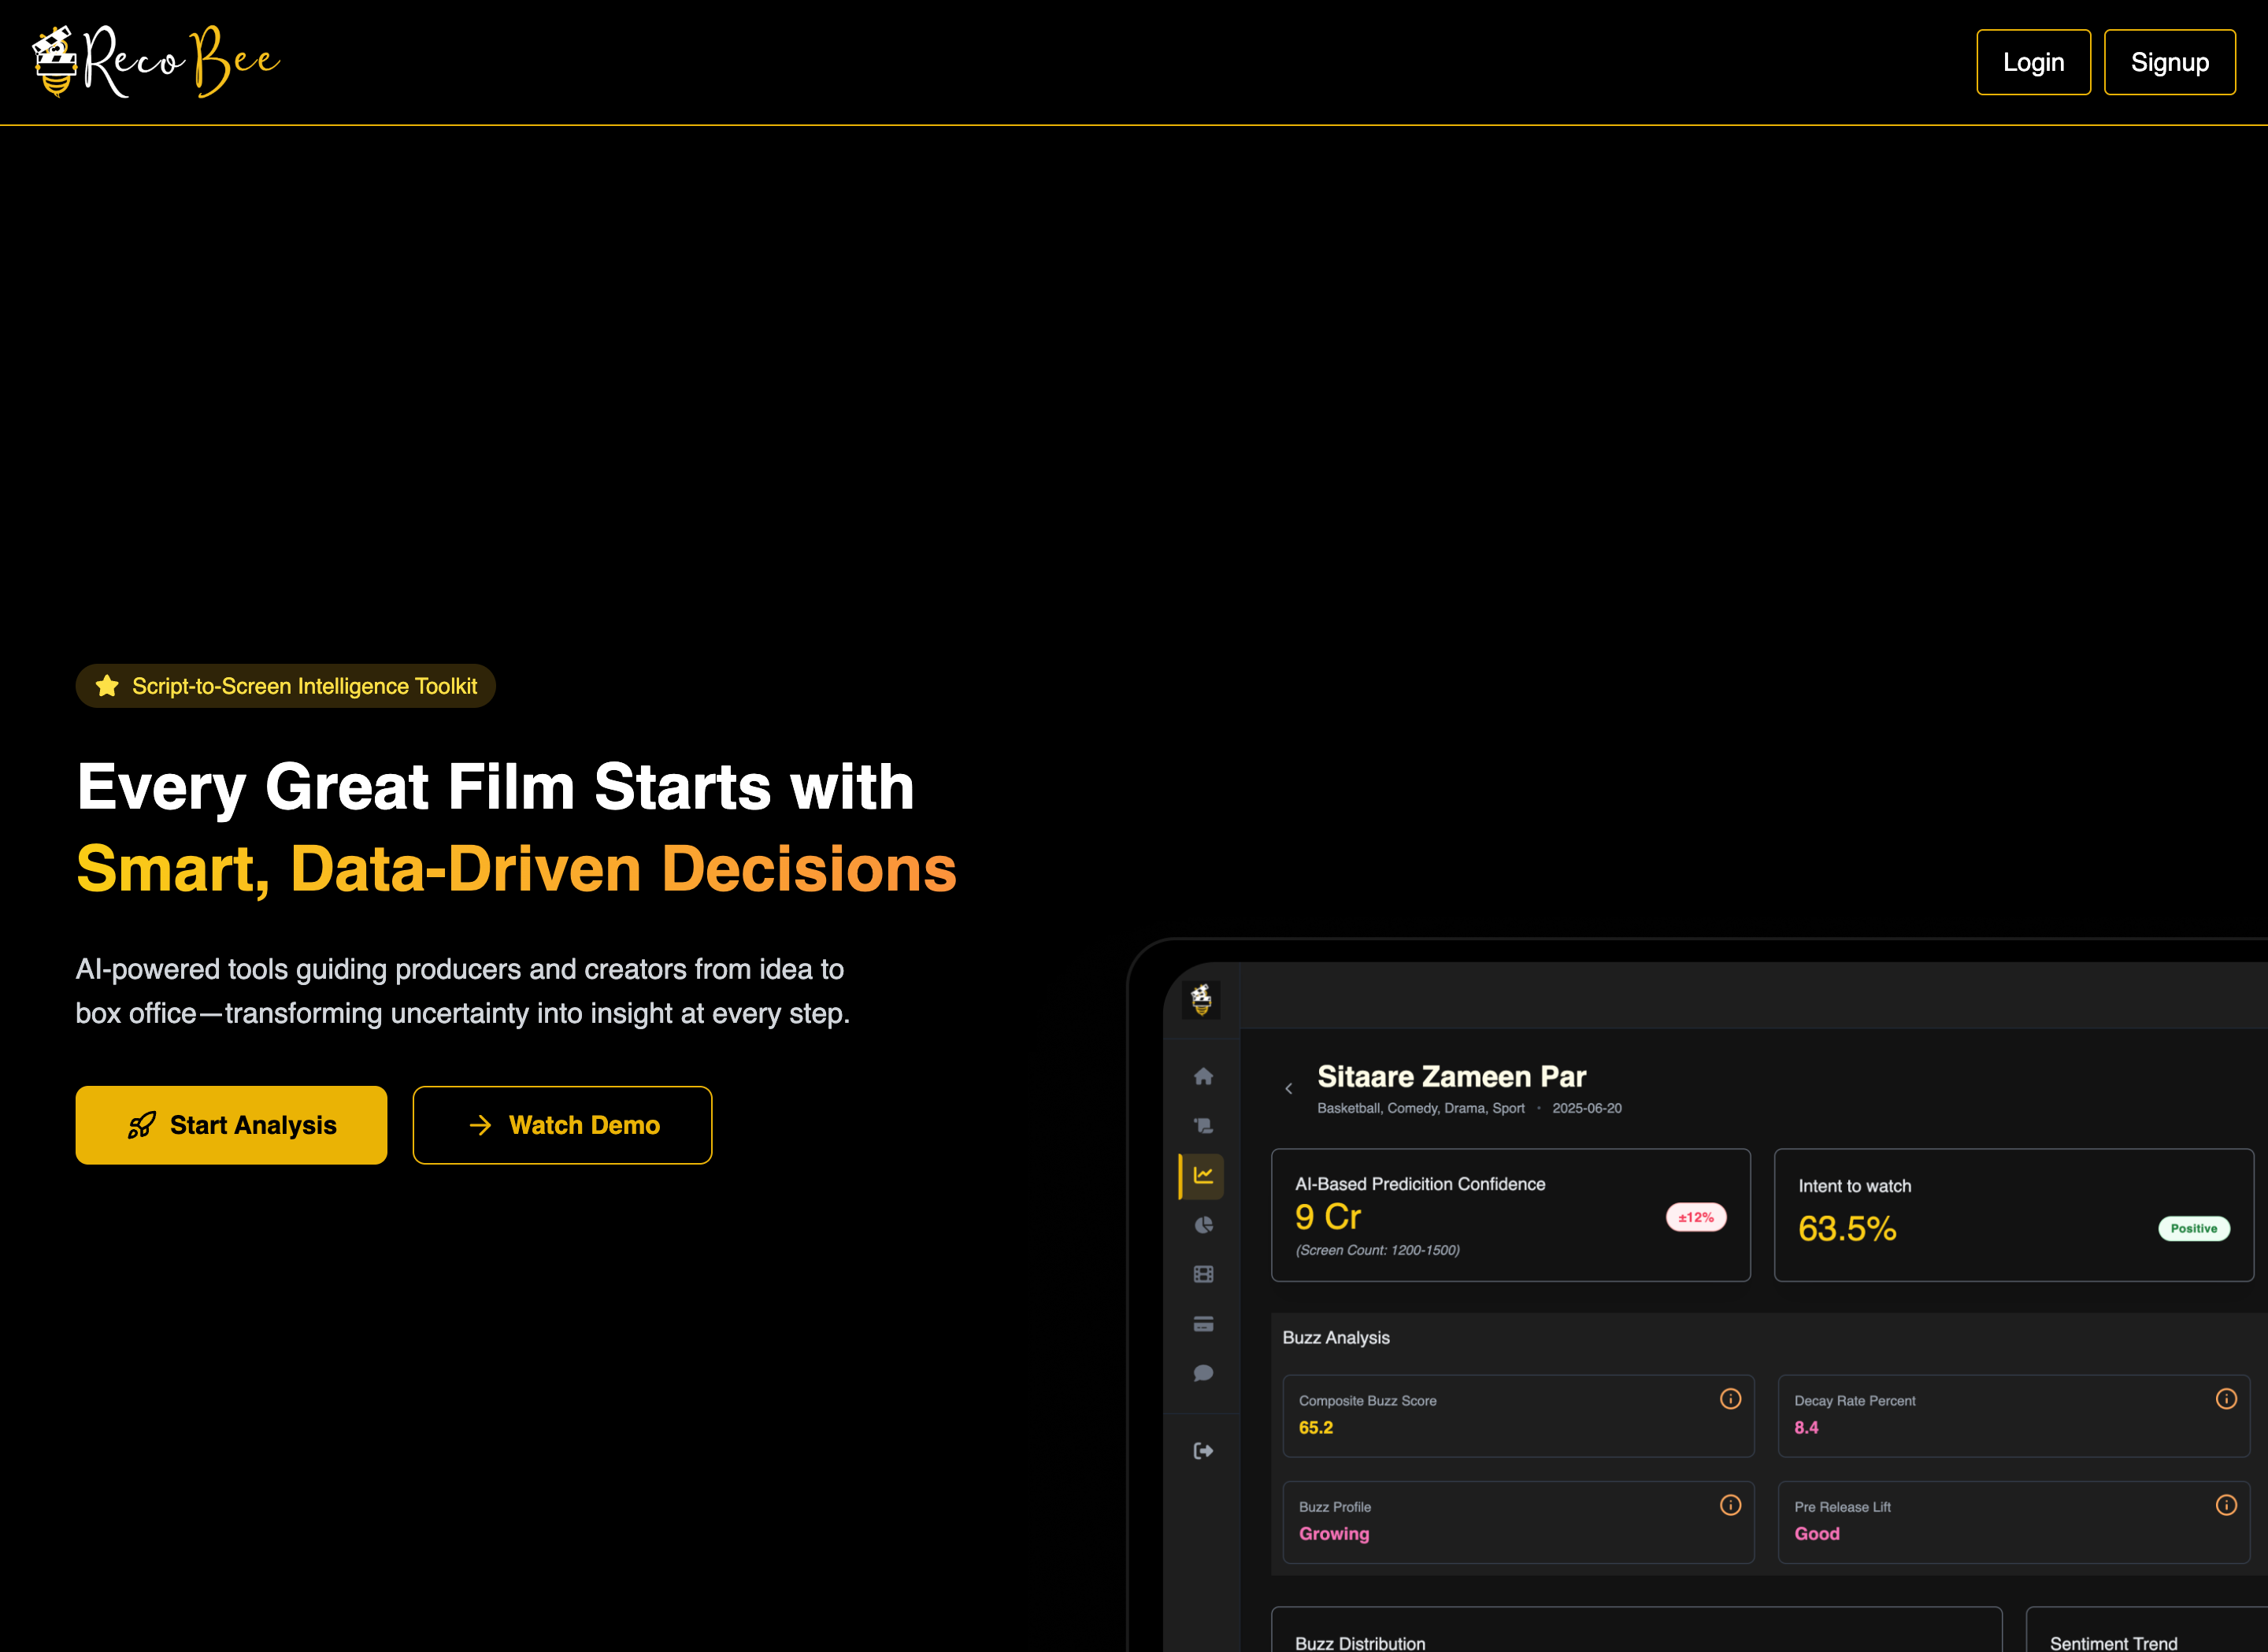 Reco Bee
Login
Signup
Script-to-Screen Intelligence Toolkit
Every Great Film Starts with
Smart, Data-Driven Decisions
AI-powered tools guiding producers and creators from idea to
box office—transforming uncertainty into insight at every step.
Start Analysis
Watch Demo
Sitaare Zameen Par
Basketball, Comedy, Drama, Sport · 2025-06-20
AI-Based Predicition Confidence
9 Cr
±12%
(Screen Count: 1200-1500)
Intent to watch
63.5%
Positive
Buzz Analysis
Composite Buzz Score
65.2
Decay Rate Percent
8.4
Buzz Profile
Growing
Pre Release Lift
Good
Buzz Distribution
Sentiment Trend